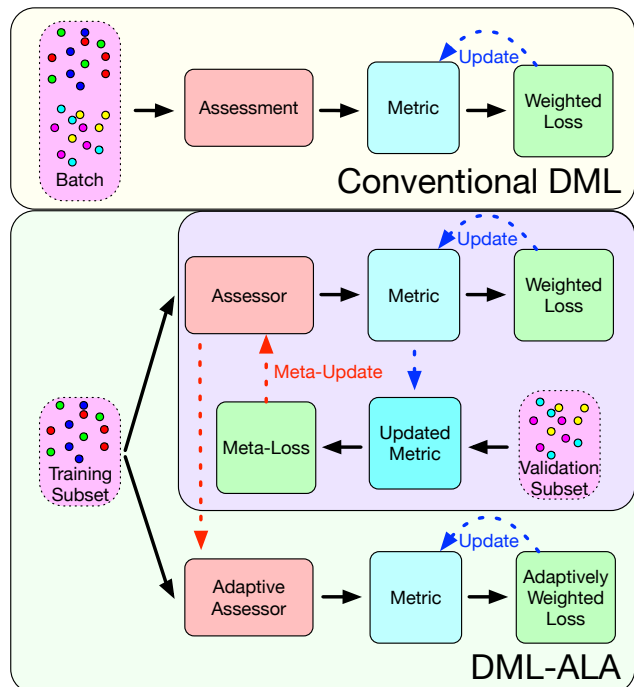 Update
Assessment
Metric
Weighted
Loss
Batch
Conventional DML
Update
Assessor
Metric
Weighted
Loss
Meta-Update
Training
Subset
Meta-Loss
Updated
Metric
Validation
Subset
Update
Adaptive
Assessor
Metric
Adaptively
Weighted
Loss
DML-ALA